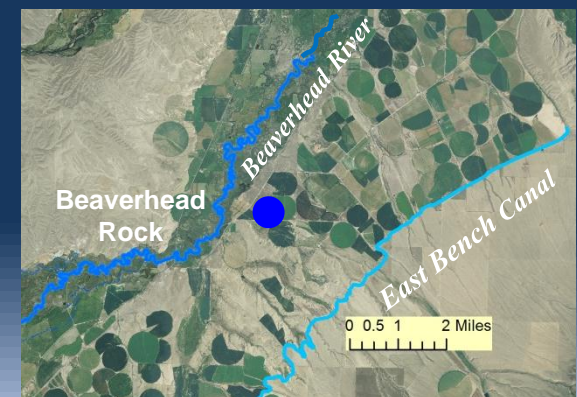 Beaverhead River
Beaverhead
Rock
East Bench Canal
0 0.5 1 2 Miles